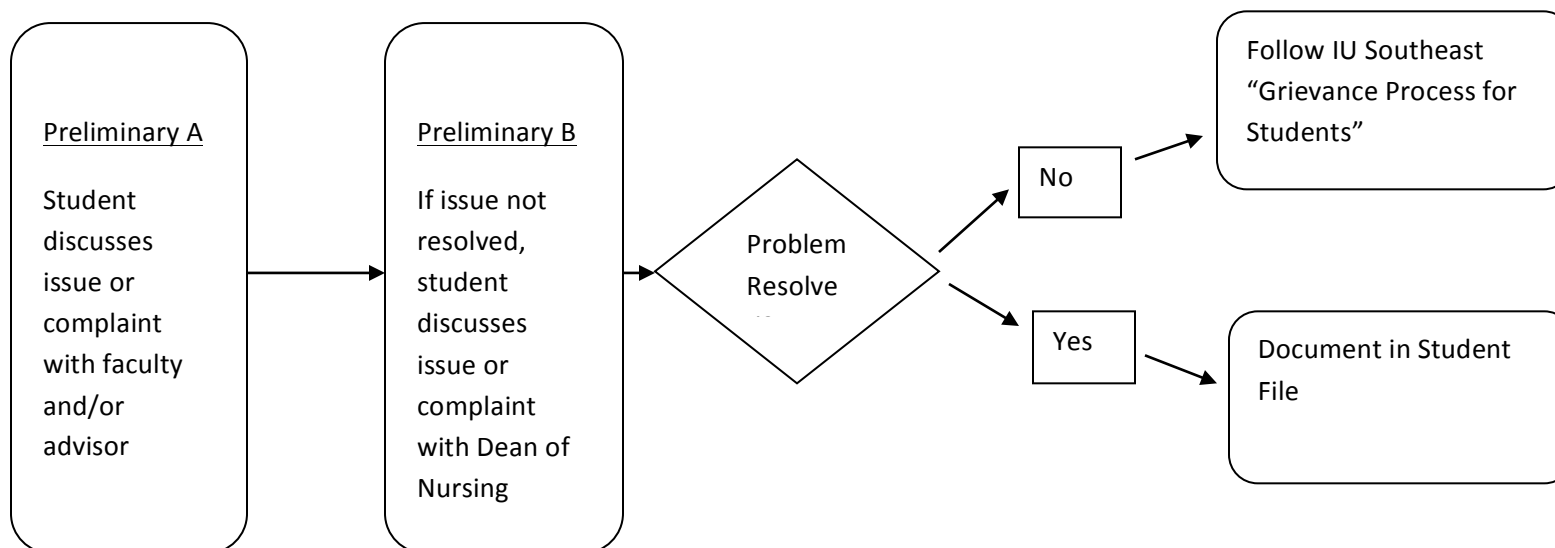 Preliminary A
Student
discusses
issue or
complaint
with faculty
and/or
advisor
Preliminary B
If issue not
resolved,
student
discusses
issue or
complaint
with Dean of
Nursing
Problem
Resolve
No
Yes
Follow IU Southeast
“Grievance Process for
Students”
Document in Student
File